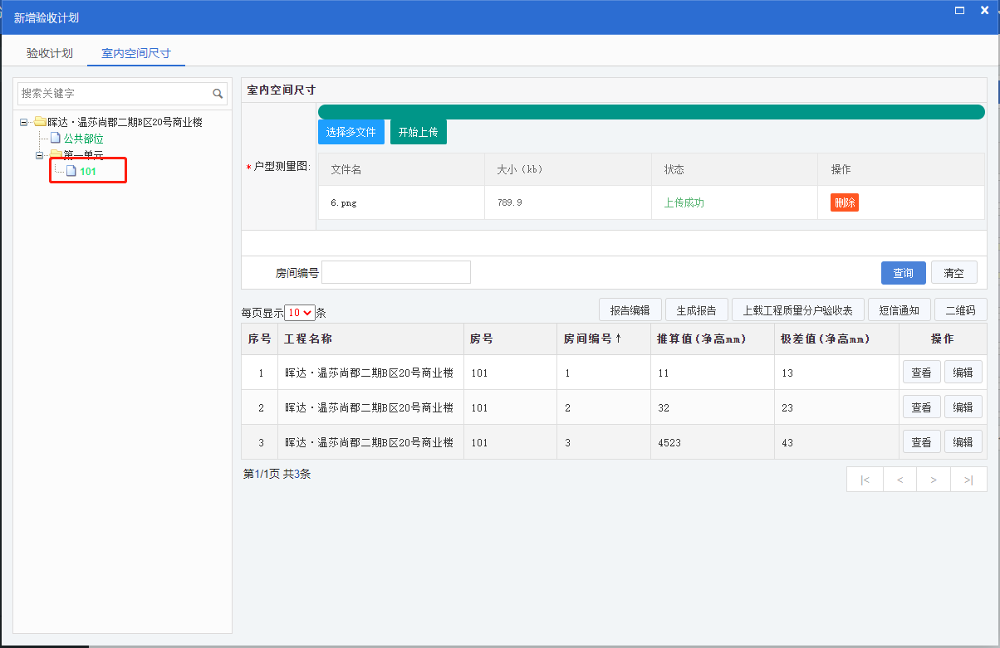 新增验收计划
验收计划 室内空间尺寸
搜索关键字
晖达·温莎尚郡二期B区20号商业楼
公共部位
第一单元
101
室内空间尺寸
*户型测量图:
选择多文件 开始上传
文件名 大小（kb） 状态 操作
6.png 789.9 上传成功 删除
房间编号 查询 清空
每页显示10条 报告编辑 生成报告 上载工程质量分户验收表 短信通知 二维码
序号 工程名称 房号 房间编号↑ 推算值(净高mm) 极差值(净高mm) 操作
1 晖达·温莎尚郡二期B区20号商业楼 101 1 11 13 查看 编辑
2 晖达·温莎尚郡二期B区20号商业楼 101 2 32 23 查看 编辑
3 晖达·温莎尚郡二期B区20号商业楼 101 3 4523 43 查看 编辑
第1/1页 共3条 |< < > >|